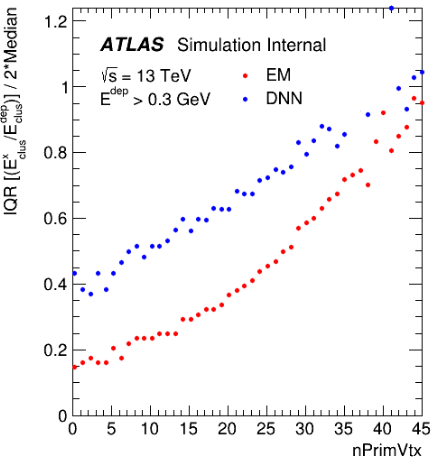 IQR [(E^x_clus /E^dep_clus)] / 2*Median
1.2
1
0.8
0.6
0.4
0.2
0
ATLAS Simulation Internal
√s = 13 TeV
E^dep > 0.3 GeV
EM
DNN
0 5 10 15 20 25 30 35 40 45
nPrimVtx